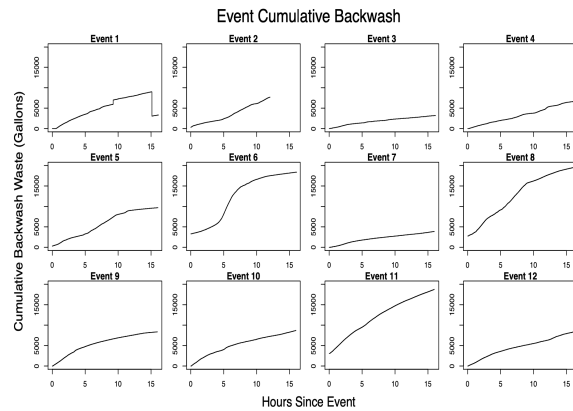 Event Cumulative Backwash
Cumulative Backwash Waste (Gallons)
Event 1
Event 2
Event 3
Event 4
0 5000 15000
0 5000 15000
0 5000 15000
0 5000 15000
0 5 10 15
0 5 10 15
0 5 10 15
0 5 10 15
Event 5
Event 6
Event 7
Event 8
0 5000 15000
0 5000 15000
0 5000 15000
0 5000 15000
0 5 10 15
0 5 10 15
0 5 10 15
0 5 10 15
Event 9
Event 10
Event 11
Event 12
0 5000 15000
0 5000 15000
0 5000 15000
0 5000 15000
0 5 10 15
0 5 10 15
0 5 10 15
0 5 10 15
Hours Since Event